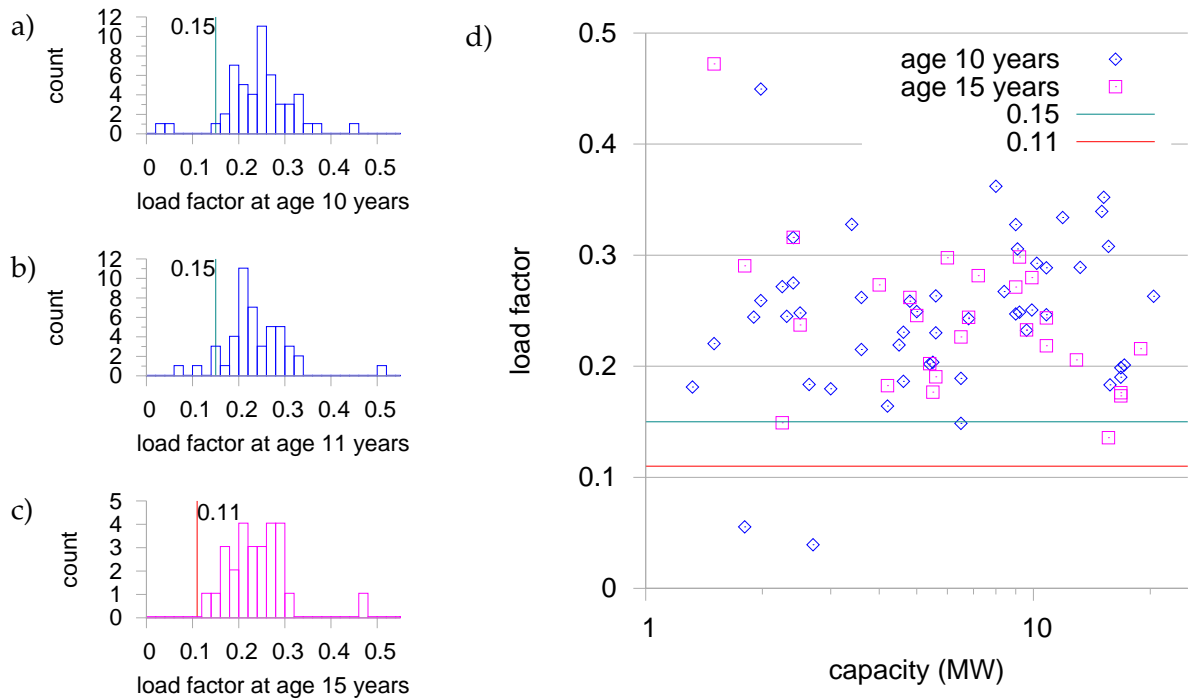 a)
count
12
10
8
6
4
2
0
0.15
0 0.1 0.2 0.3 0.4 0.5
load factor at age 10 years
b)
count
12
10
8
6
4
2
0
0.15
0 0.1 0.2 0.3 0.4 0.5
load factor at age 11 years
c)
count
5
4
3
2
1
0
0.11
0 0.1 0.2 0.3 0.4 0.5
load factor at age 15 years
d)
load factor
0.5
0.4
0.3
0.2
0.1
0
age 10 years
age 15 years
0.15
0.11
1 10
capacity (MW)